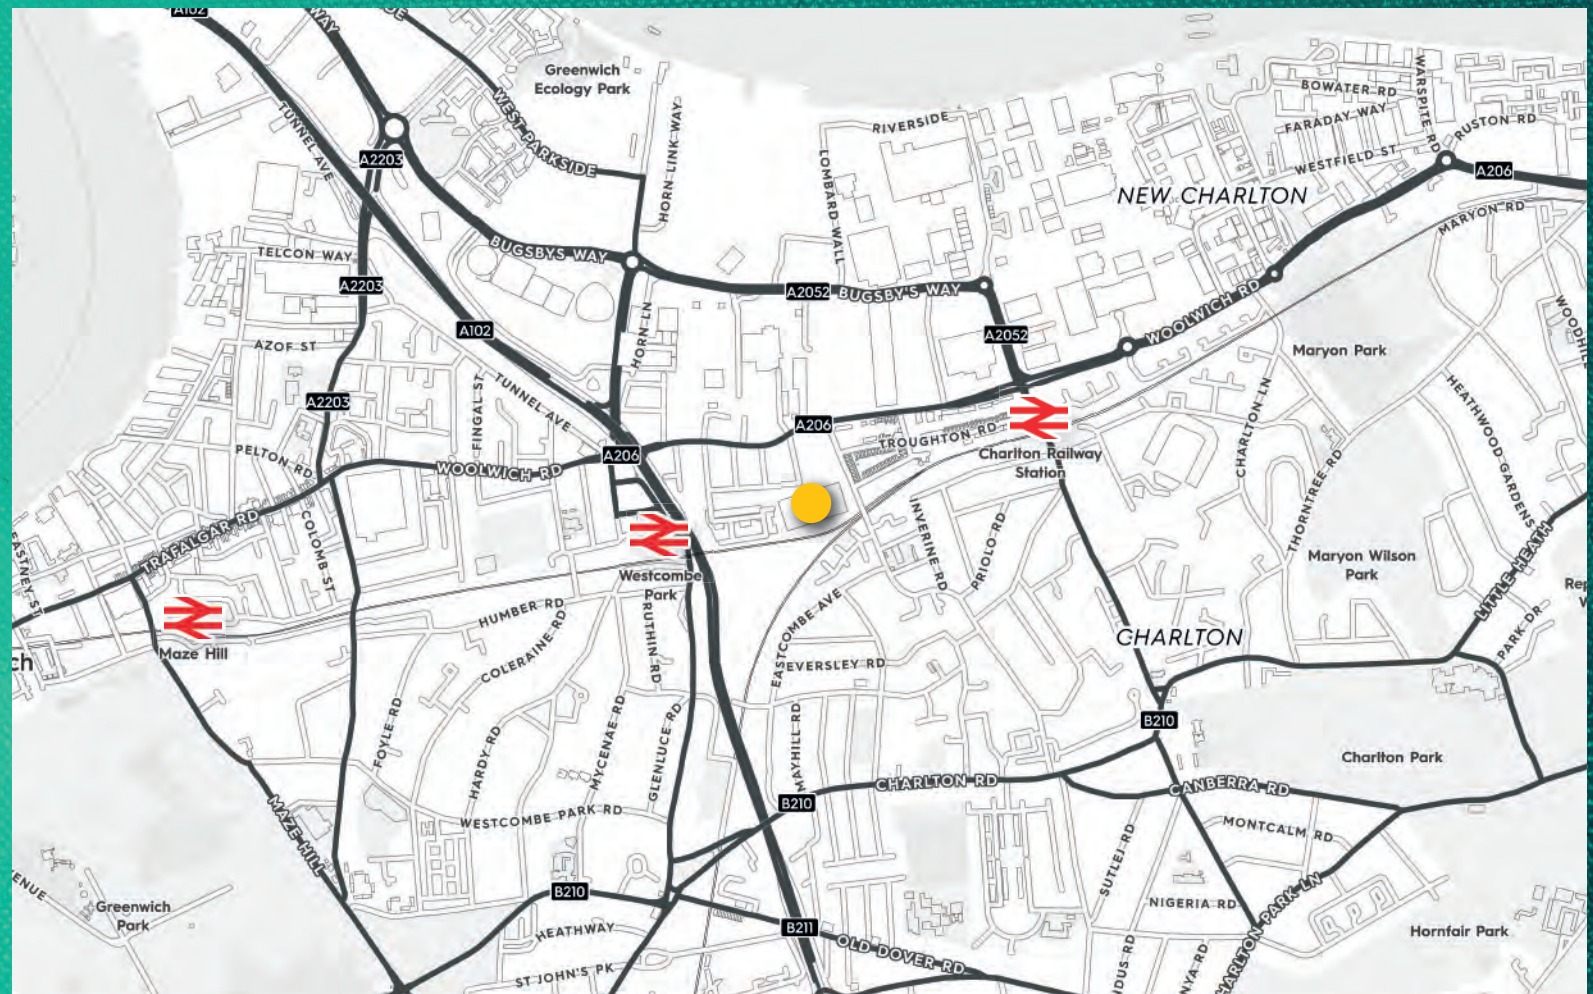 A102
WAY
Greenwich
Ecology Park
WEST PARKSIDE
TUNNEL AVE
A2203
HORN LINK WAY
RIVERSIDE
LOMBARD WALL
BOWATER RD
FARADAY WAY
WARSPITE RD
RUSTON RD
WESTFIELD ST
A206
NEW CHARLTON
MARYON RD
TELCON WAY
BUGSBYS WAY
A2203
A2052
BUGSBY'S WAY
A102
A2052
WOOLWICH RD
AZOF ST
HORN LN
Maryon Park
TUNNEL AVE
FINGAL ST
A2203
A206
TROUGHTON RD
CHARLTON LN
HEATHWOOD GARDENS
PELTON RD
WOOLWICH RD
A206
Charlton Railway
Station
THORNTREE RD
TRAFALGAR RD
COLOMB ST
EASTNEY ST
INVERINE RD
PRIOLO RD
Maryon Wilson
Park
LITTLE HEATH
Westcombe
Park
HUMBER RD
RUTHIN RD
EASTCOMBE AVE
PARK DR
Maze Hill
ch
COLERAINE RD
EVERSLEY RD
CHARLTON
FOYLE RD
HARDY RD
MYCENAE RD
GLENLUCE RD
MAYHILL RD
B210
Charlton Park
CHARLTON RD
CANBERRA RD
B210
MAZE HILL
WESTCOMBE PARK RD
MONTCALM RD
SUTLEJ RD
B210
NIGERIA RD
CHARLTON PARK LN
Greenwich
Park
B211
HEATHWAY
OLD DOVER RD
Hornfair Park
ST JOHN'S PK